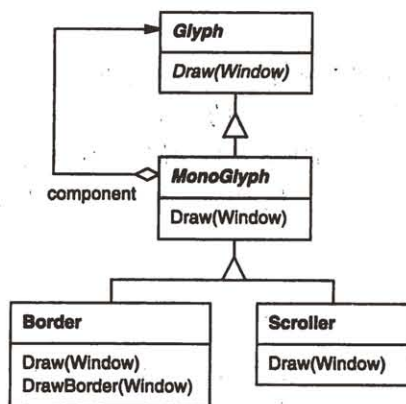 Glyph
Draw(Window)
MonoGlyph
component
Draw(Window)
Border
Draw(Window)
DrawBorder(Window)
Scroller
Draw(Window)